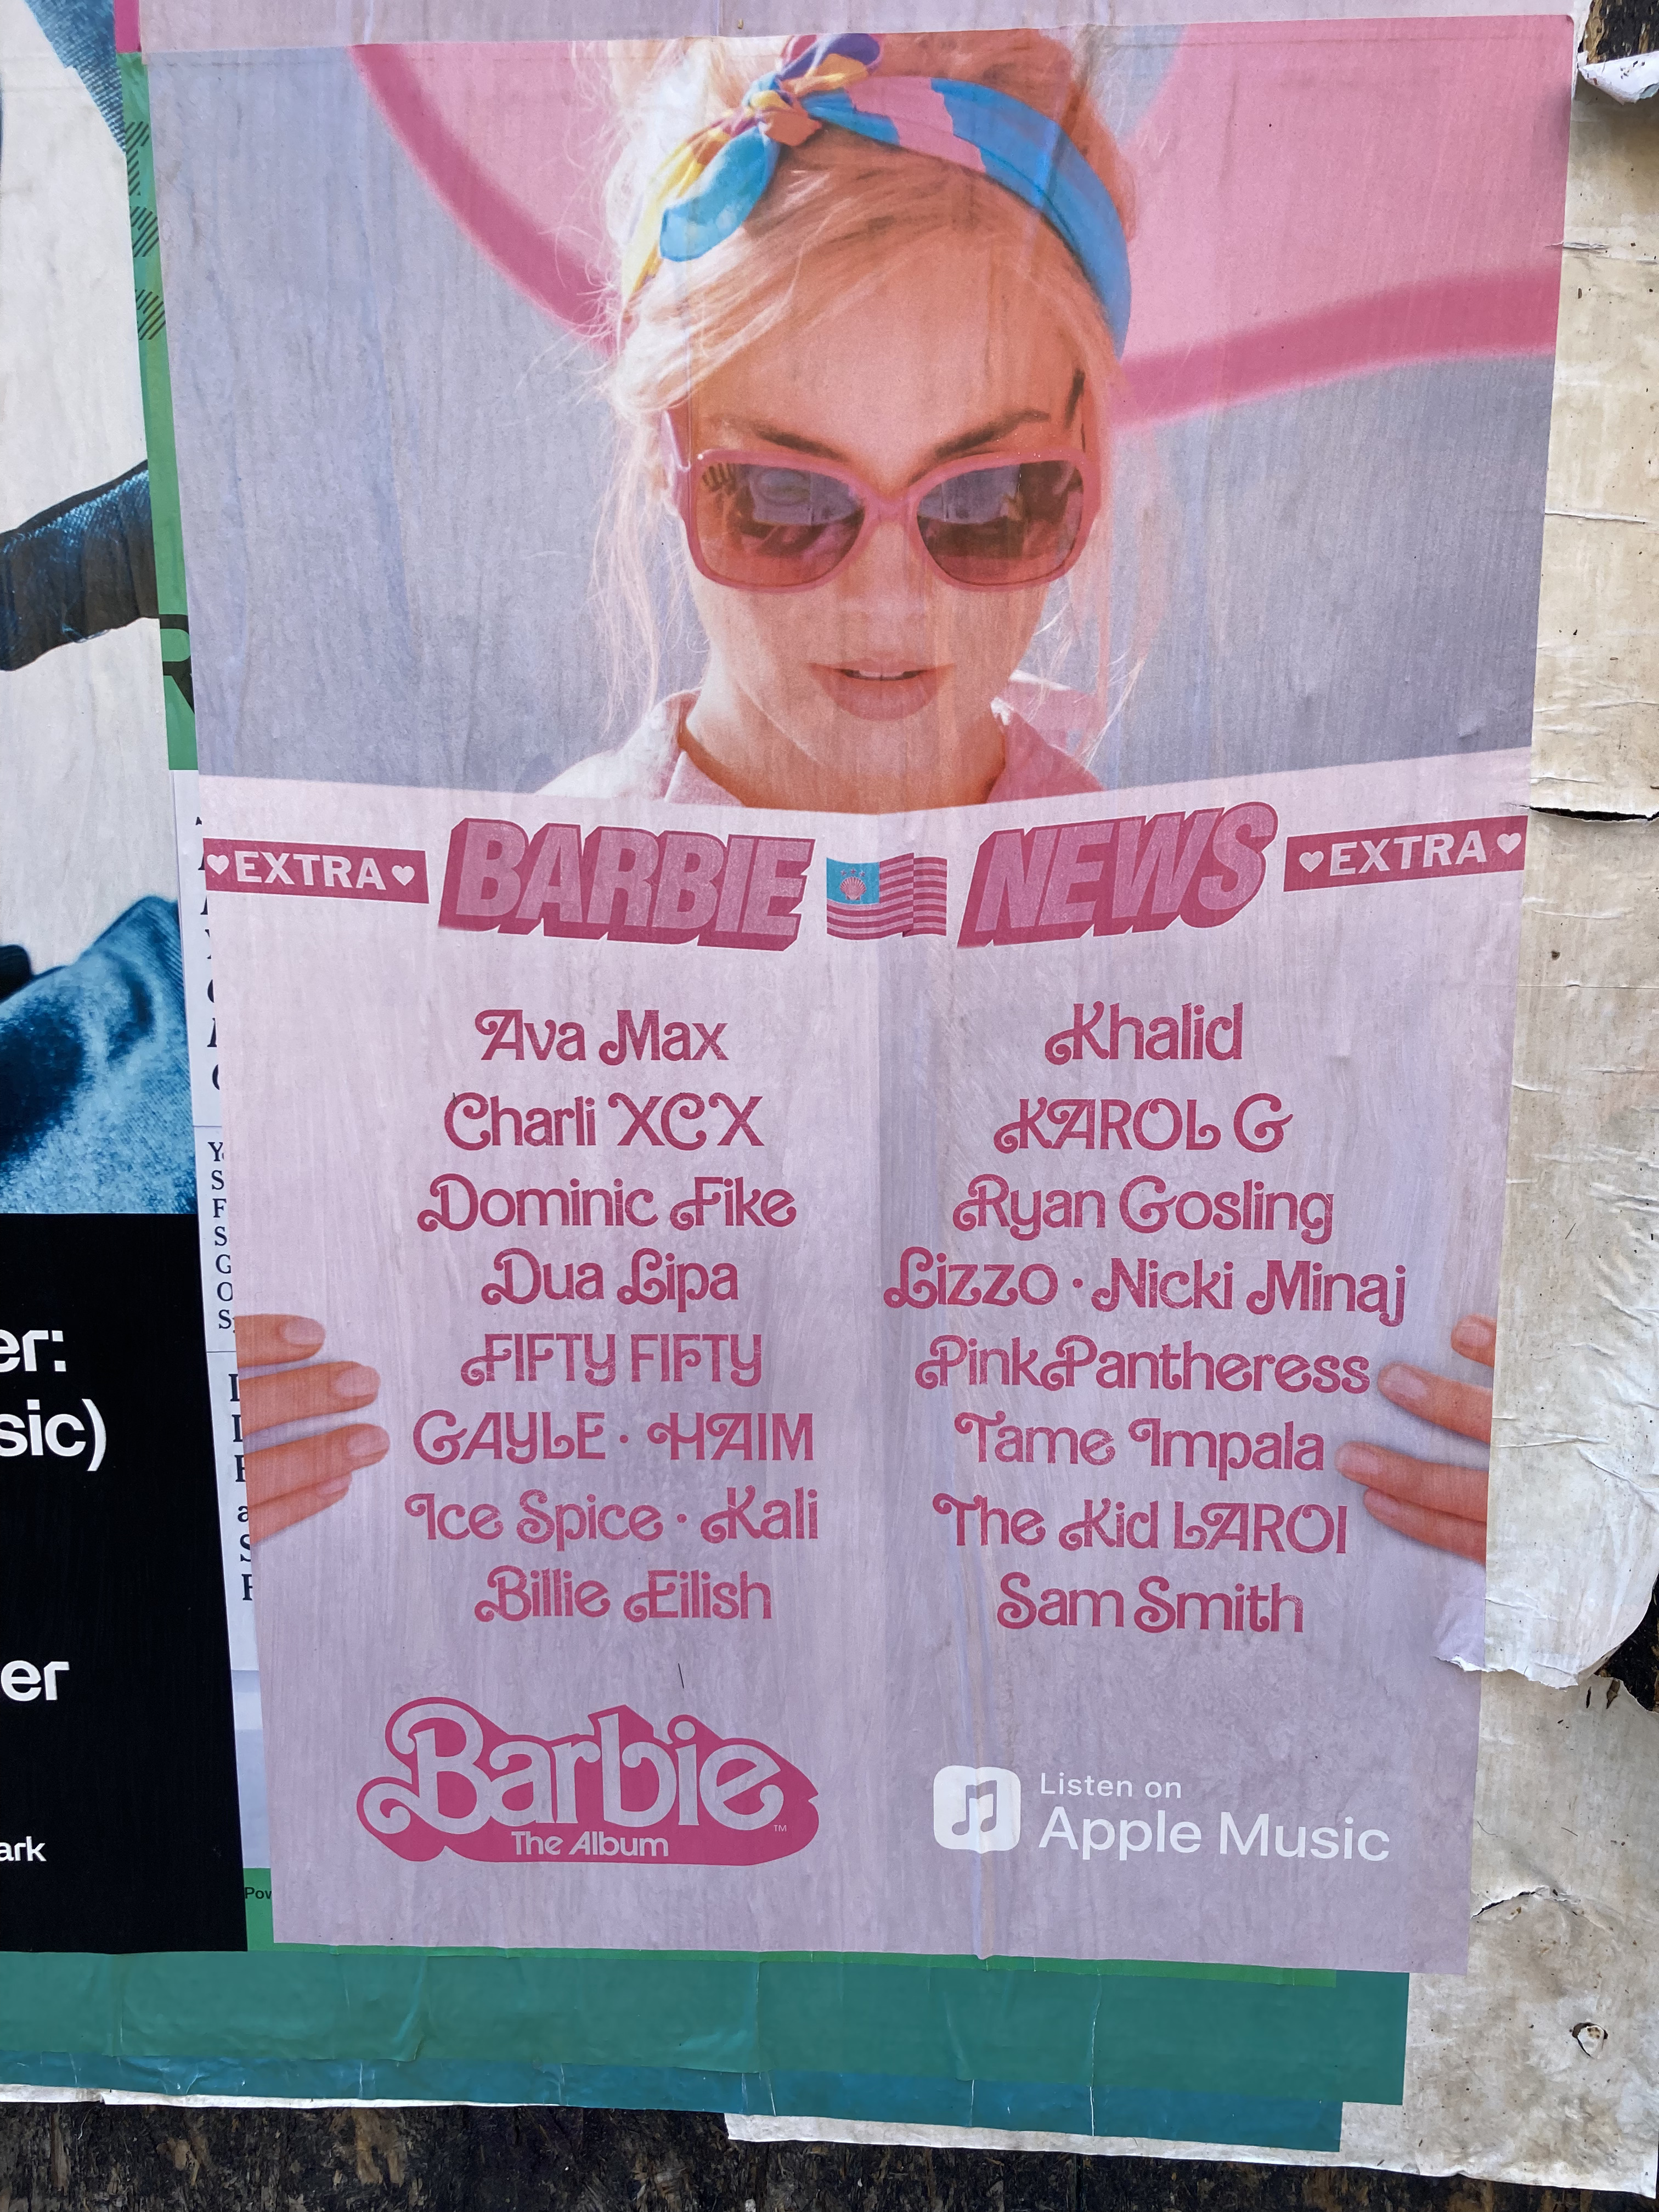 ♥EXTRA♥ BARBIE NEWS ♥EXTRA♥
Ava Max
Charli XCX
Dominic Fike
Dua Lipa
FIFTY FIFTY
GAYLE · HAIM
Ice Spice · Kali
Billie Eilish
Khalid
KAROL G
Ryan Gosling
Lizzo · Nicki Minaj
PinkPantheress
Tame Impala
The Kid LAROI
Sam Smith
Barbie
The Album
TM
Listen on
Apple Music
er:
sic)
er
ark
Pow
Y
S
F
S
G
O
S